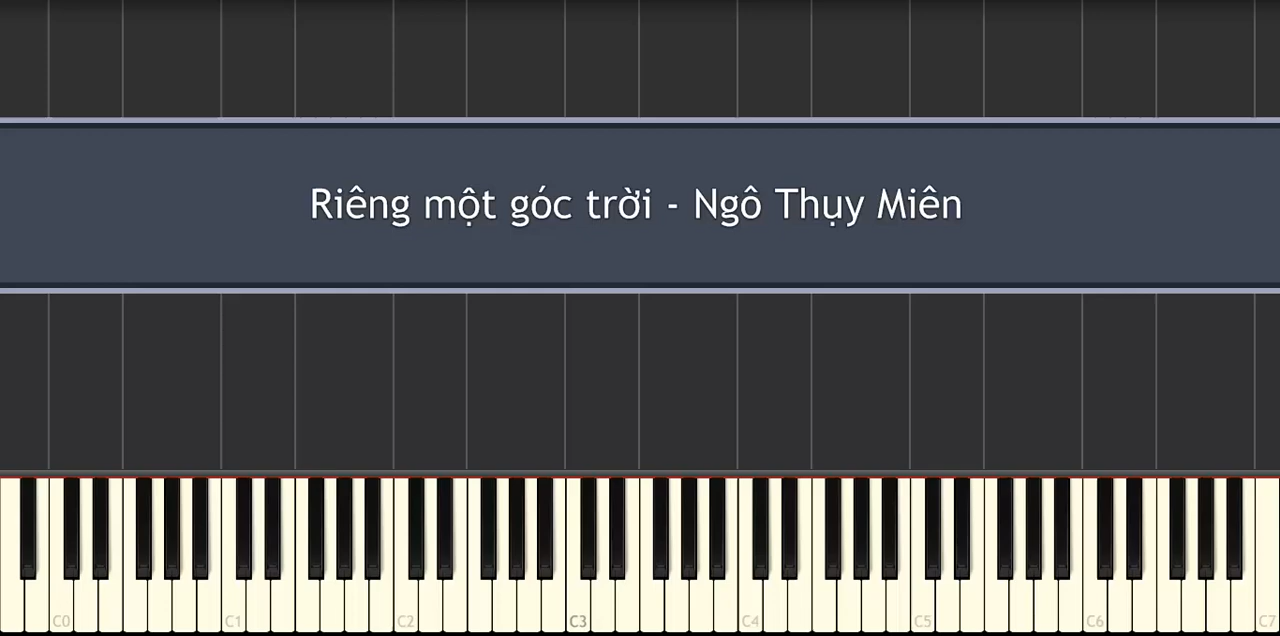 Riêng một góc trời - Ngô Thụy Miên
C0 C1 C2 C3 C4 C5 C6 C7